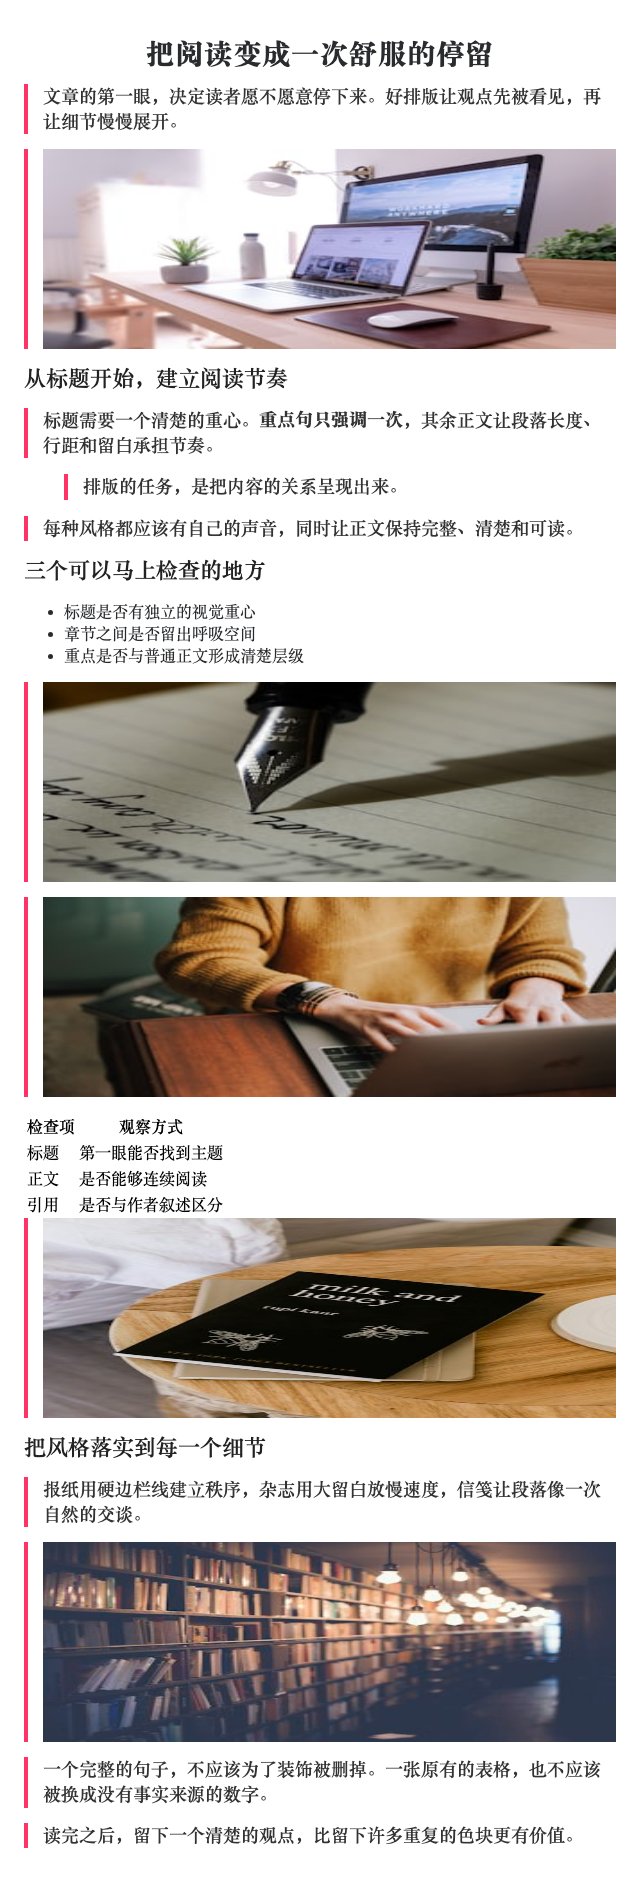 把阅读变成一次舒服的停留
文章的第一眼，决定读者愿不愿意停下来。好排版让观点先被看见，再
让细节慢慢展开。
WORKHARD
ANYWHERE
从标题开始，建立阅读节奏
标题需要一个清楚的重心。重点句只强调一次，其余正文让段落长度、
行距和留白承担节奏。
排版的任务，是把内容的关系呈现出来。
每种风格都应该有自己的声音，同时让正文保持完整、清楚和可读。
三个可以马上检查的地方
标题是否有独立的视觉重心
章节之间是否留出呼吸空间
重点是否与普通正文形成清楚层级
检查项 观察方式
标题 第一眼能否找到主题
正文 是否能够连续阅读
引用 是否与作者叙述区分
milk and
honey
rupi kaur
把风格落实到每一个细节
报纸用硬边栏线建立秩序，杂志用大留白放慢速度，信笺让段落像一次
自然的交谈。
一个完整的句子，不应该为了装饰被删掉。一张原有的表格，也不应该
被换成没有事实来源的数字。
读完之后，留下一个清楚的观点，比留下许多重复的色块更有价值。